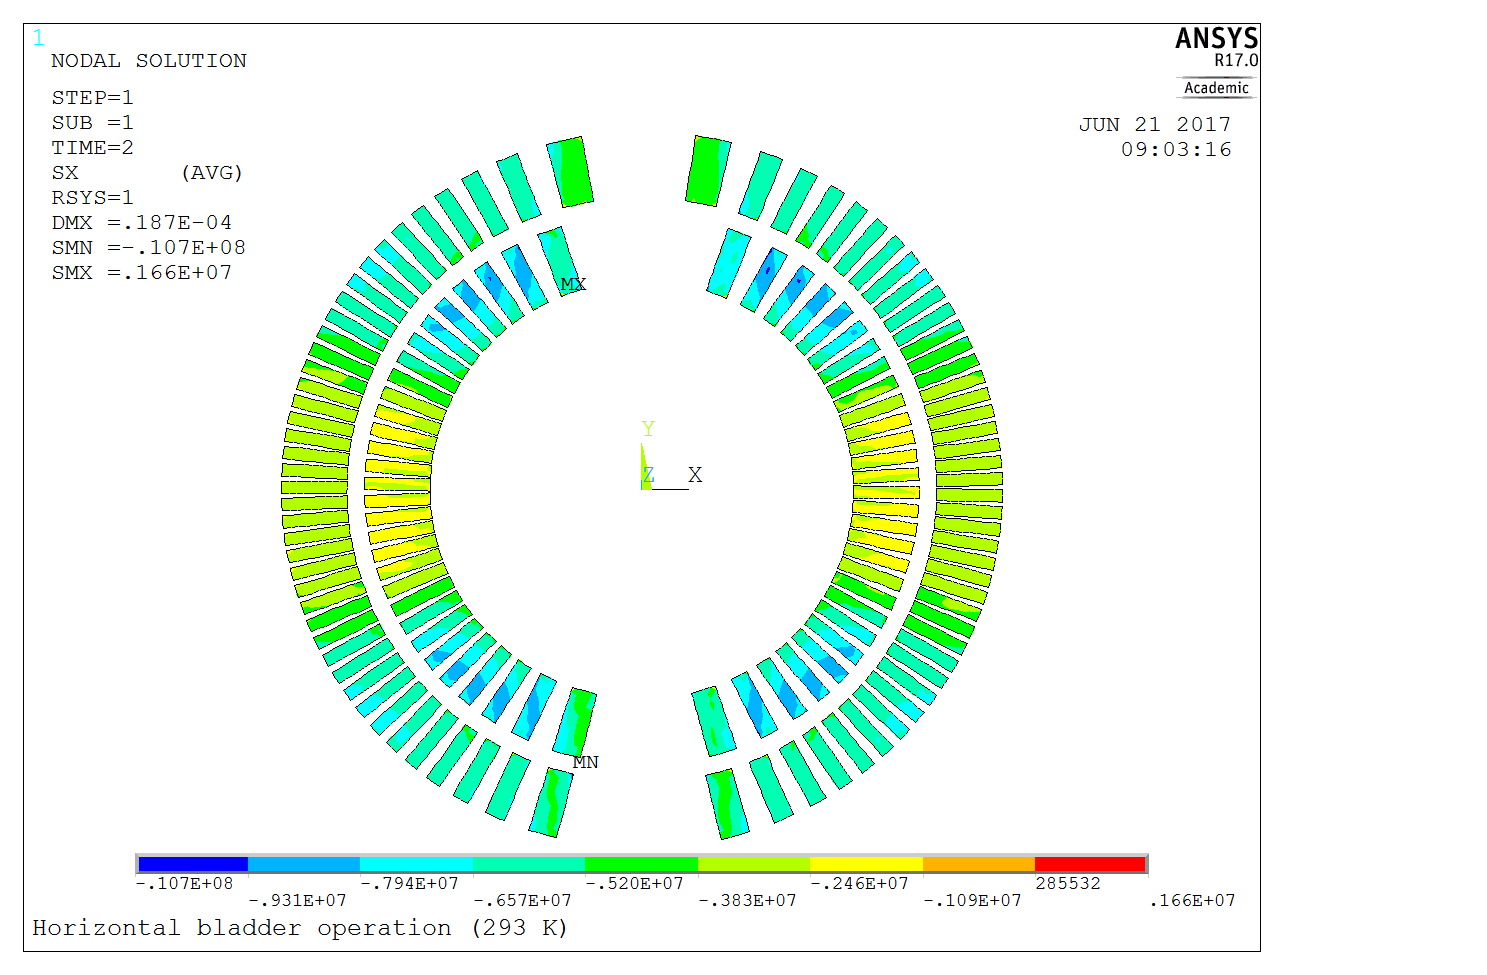 1
NODAL SOLUTION
STEP=1
SUB =1
TIME=2
SX (AVG)
RSYS=1
DMX =.187E-04
SMN =-.107E+08
SMX =.166E+07
ANSYS
R17.0
Academic
JUN 21 2017
09:03:16
MX
Y
Z X
MN
-.107E+08 -.794E+07 -.520E+07 -.246E+07 285532
-.931E+07 -.657E+07 -.383E+07 -.109E+07 .166E+07
Horizontal bladder operation (293 K)